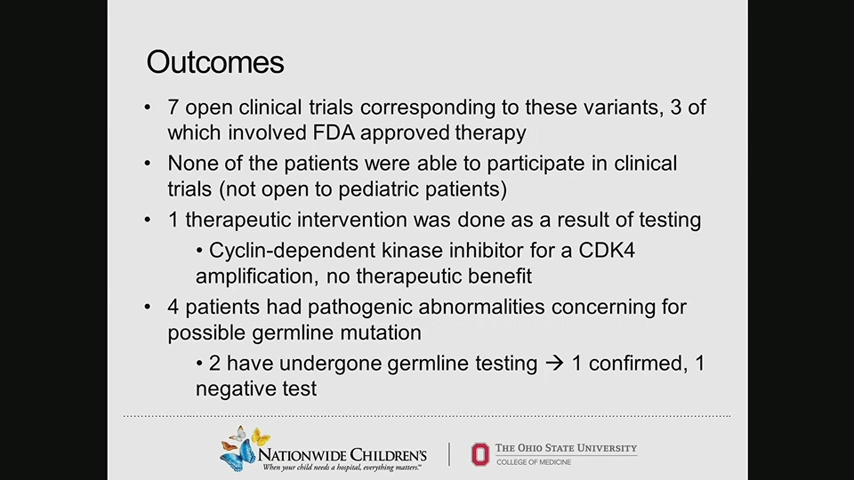 Outcomes
• 7 open clinical trials corresponding to these variants, 3 of
which involved FDA approved therapy
• None of the patients were able to participate in clinical
trials (not open to pediatric patients)
• 1 therapeutic intervention was done as a result of testing
• Cyclin-dependent kinase inhibitor for a CDK4
amplification, no therapeutic benefit
• 4 patients had pathogenic abnormalities concerning for
possible germline mutation
• 2 have undergone germline testing → 1 confirmed, 1
negative test
NATIONWIDE CHILDREN'S
When your child needs a hospital, everything matters.℠
THE OHIO STATE UNIVERSITY
COLLEGE OF MEDICINE